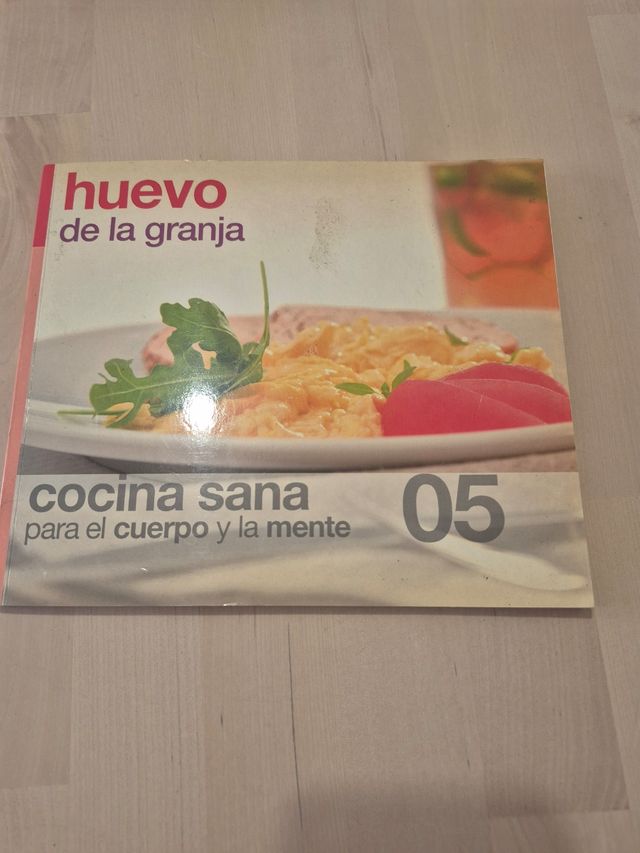 huevo
de la granja
cocina sana
para el cuerpo y la mente
05